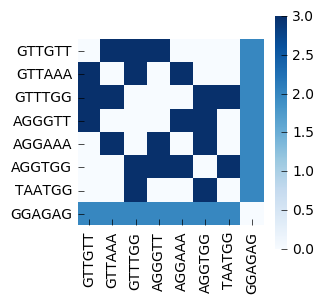 GTTGTT
GTTAAA
GTTTGG
AGGGTT
AGGAAA
AGGTGG
TAATGG
GGAGAG
GTTGTT
GTTAAA
GTTTGG
AGGGTT
AGGAAA
AGGTGG
TAATGG
GGAGAG
3.0
2.5
2.0
1.5
1.0
0.5
0.0